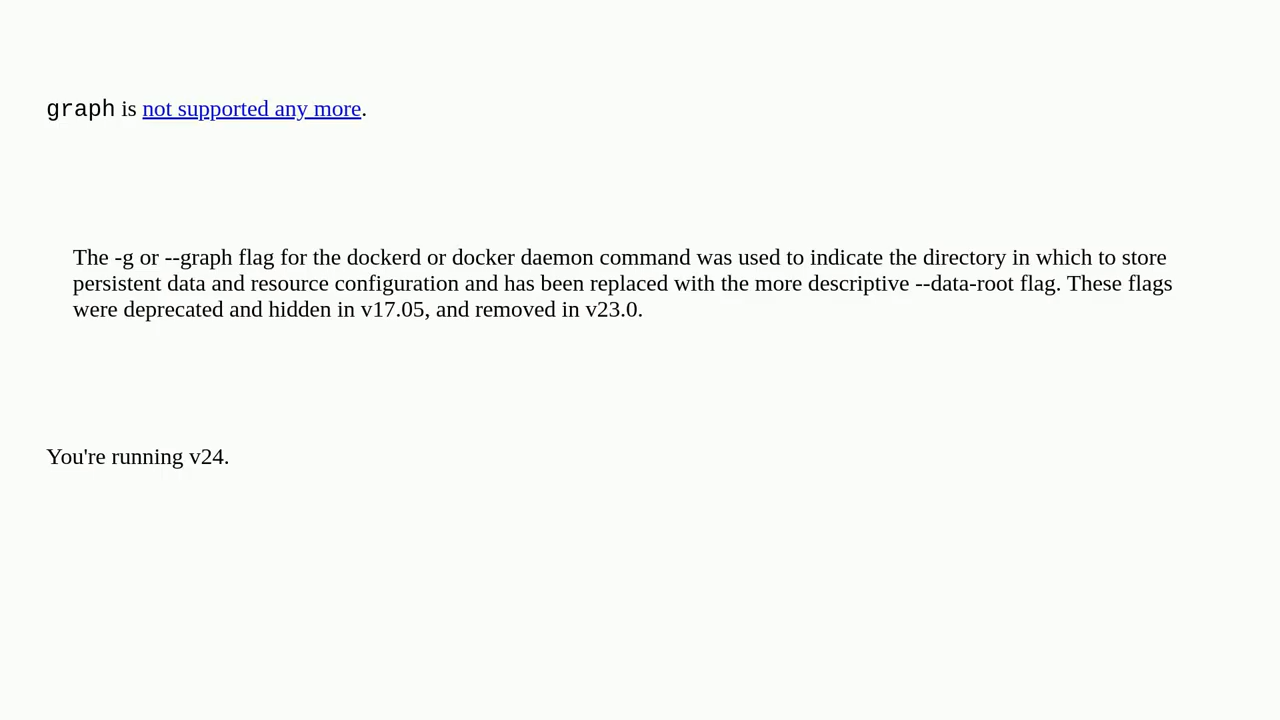 graph is not supported any more.
The -g or --graph flag for the dockerd or docker daemon command was used to indicate the directory in which to store
persistent data and resource configuration and has been replaced with the more descriptive --data-root flag. These flags
were deprecated and hidden in v17.05, and removed in v23.0.
You're running v24.